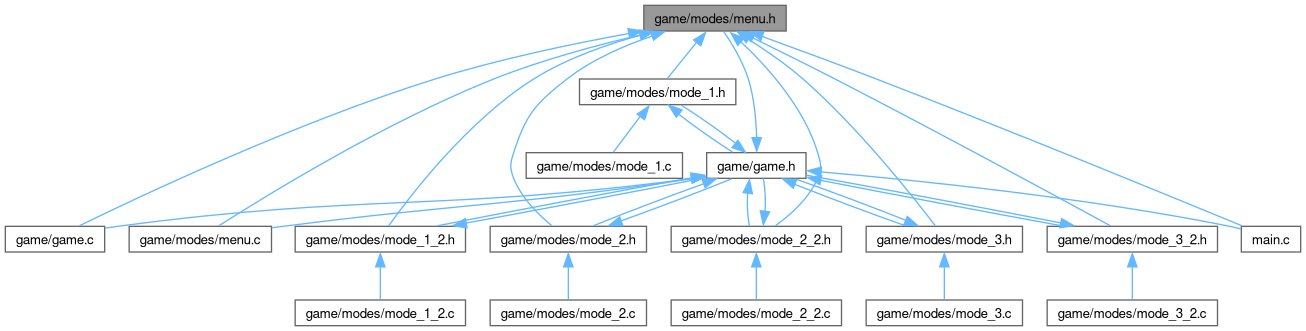 game/modes/menu.h
game/modes/mode_1.h
game/modes/mode_1.c
game/game.h
game/game.c
game/modes/menu.c
game/modes/mode_1_2.h
game/modes/mode_2.h
game/modes/mode_2_2.h
game/modes/mode_3.h
game/modes/mode_3_2.h
main.c
game/modes/mode_1_2.c
game/modes/mode_2.c
game/modes/mode_2_2.c
game/modes/mode_3.c
game/modes/mode_3_2.c